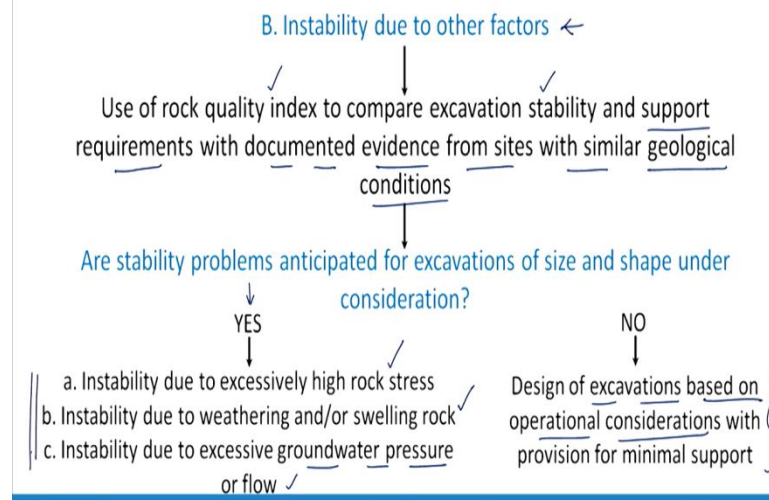 B. Instability due to other factors
Use of rock quality index to compare excavation stability and support
requirements with documented evidence from sites with similar geological
conditions
Are stability problems anticipated for excavations of size and shape under
consideration?
YES
NO
a. Instability due to excessively high rock stress
b. Instability due to weathering and/or swelling rock
c. Instability due to excessive groundwater pressure
or flow
Design of excavations based on
operational considerations with
provision for minimal support